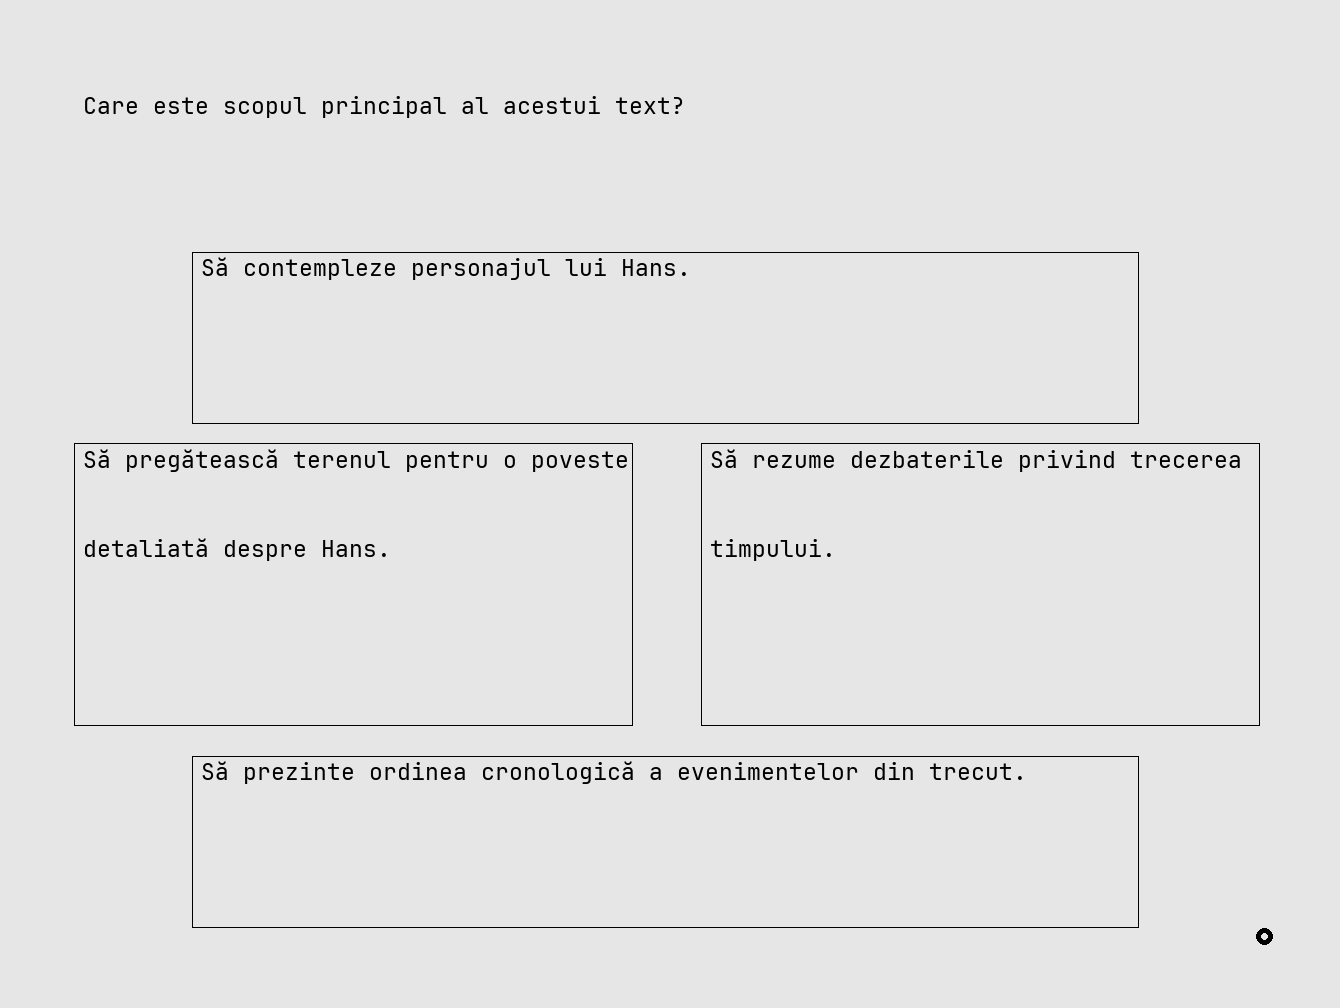 Care este scopul principal al acestui text?
Să contempleze personajul lui Hans.
Să pregătească terenul pentru o poveste
detaliată despre Hans.
Să rezume dezbaterile privind trecerea
timpului.
Să prezinte ordinea cronologică a evenimentelor din trecut.